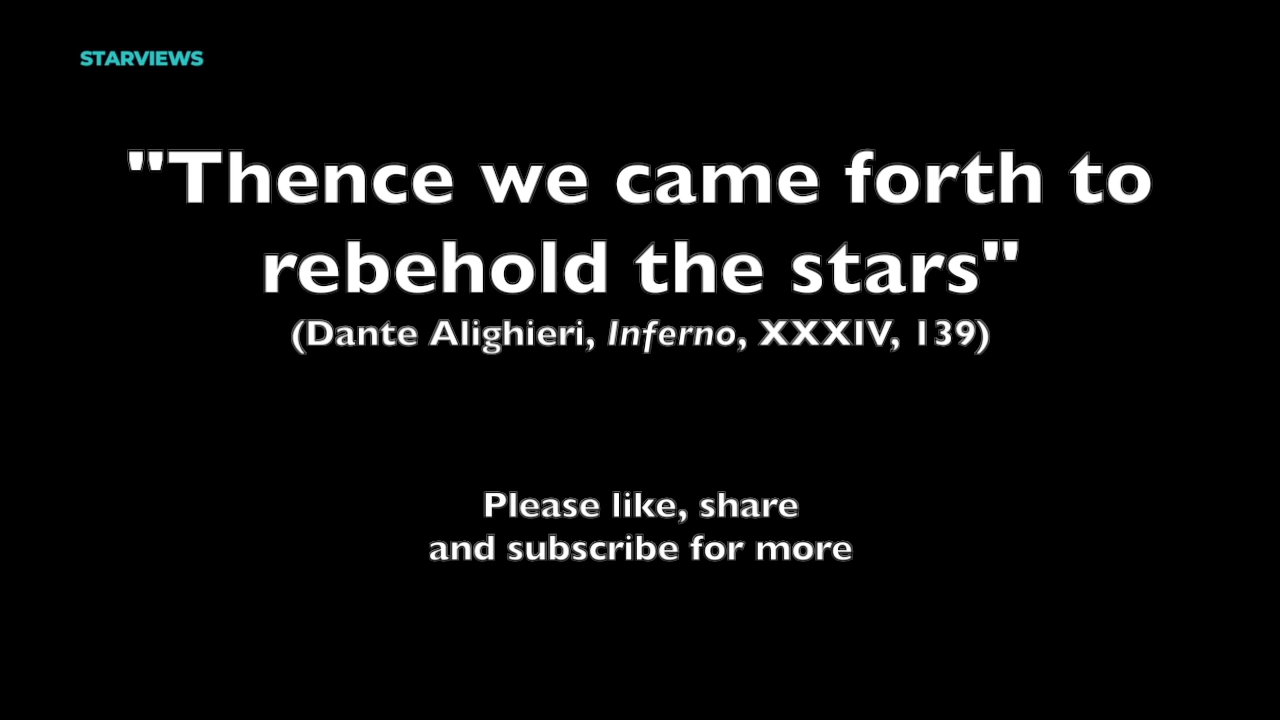 STARVIEWS
"Thence we came forth to
rebehold the stars"
(Dante Alighieri, Inferno, XXXIV, 139)
Please like, share
and subscribe for more